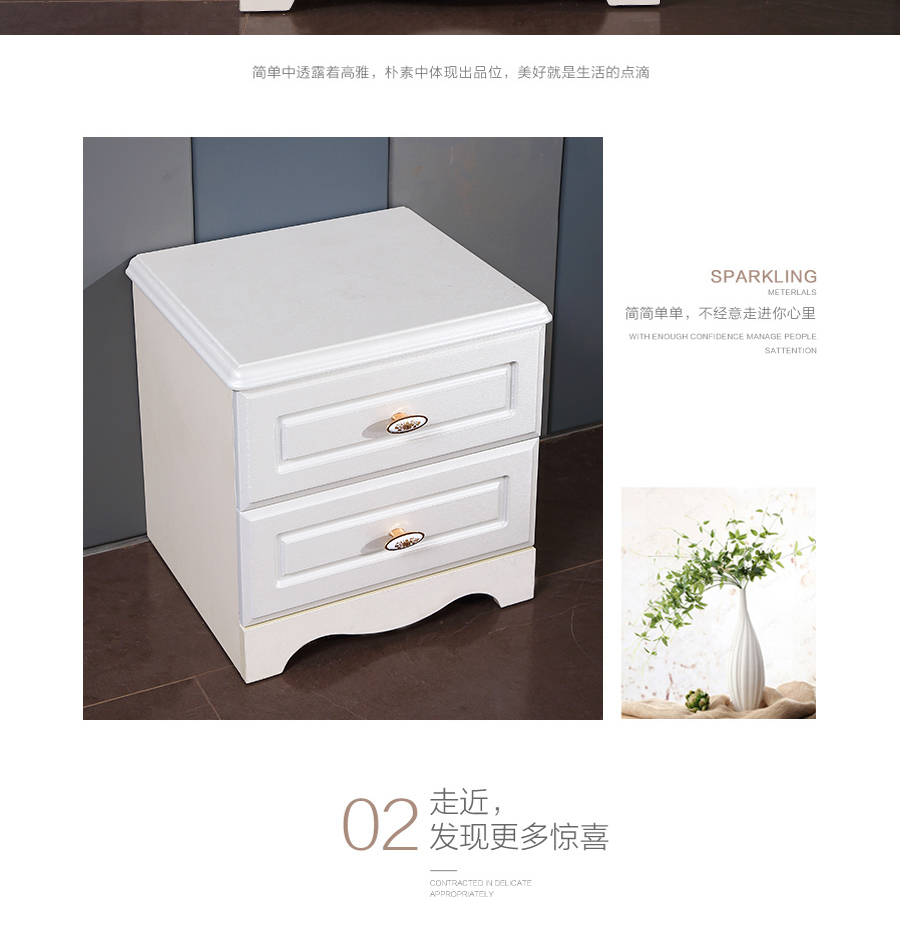 简单中透露着高雅，朴素中体现出品位，美好就是生活的点滴
SPARKLING
METERLALS
简简单单，不经意走进你心里
WITH ENOUGH CONFIDENCE MANAGE PEOPLE
SATTENTION
02
走近，
发现更多惊喜
CONTRACTED IN DELICATE
APPROPRIATELY